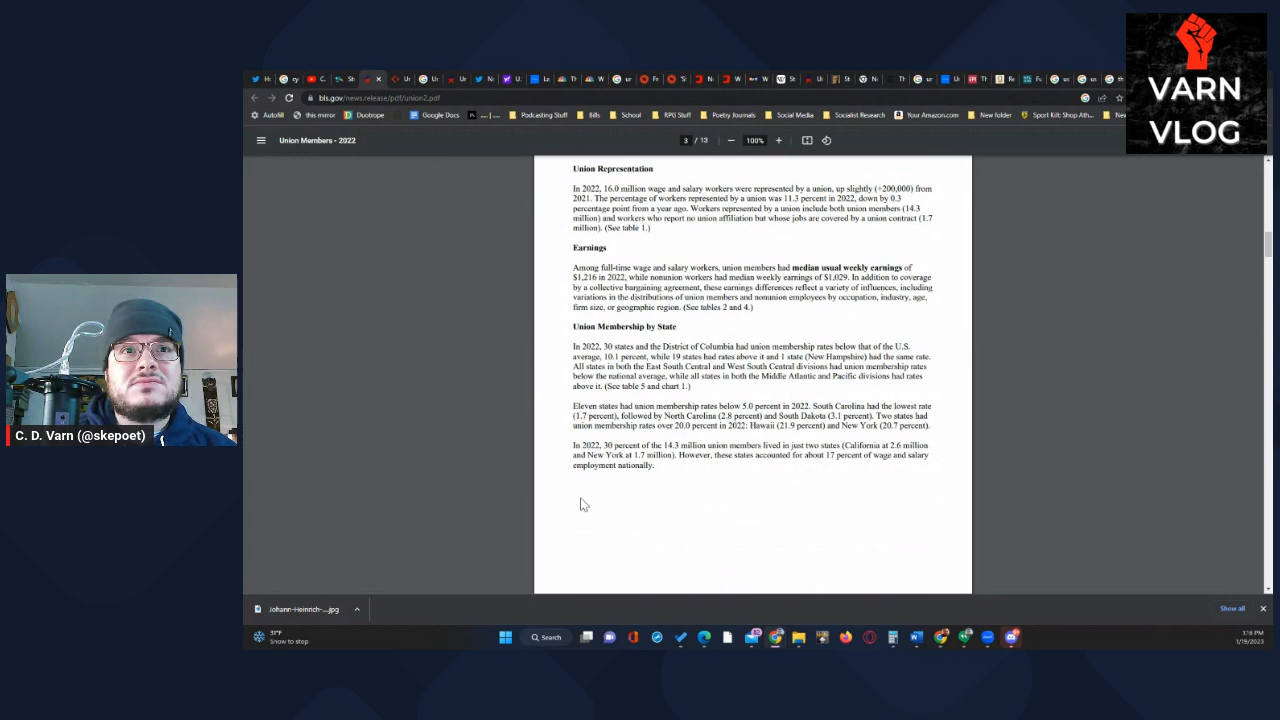 VARN
VLOG
bls.gov/news.release/pdf/union2.pdf
Autofill
this mirror
Duotrope
Google Docs
Podcasting Stuff
Bills
School
RPG Stuff
Poetry Journals
Social Media
Socialist Research
Your Amazon.com
New folder
Sport Kilt: Shop Ath...
Union Members - 2022
3 / 13
100%
Union Representation
In 2022, 16.0 million wage and salary workers were represented by a union, up slightly (+200,000) from
2021. The percentage of workers represented by a union was 11.3 percent in 2022, down by 0.3
percentage point from a year ago. Workers represented by a union include both union members (14.3
million) and workers who report no union affiliation but whose jobs are covered by a union contract (1.7
million). (See table 1.)
Earnings
Among full-time wage and salary workers, union members had median usual weekly earnings of
$1,216 in 2022, while nonunion workers had median weekly earnings of $1,029. In addition to coverage
by a collective bargaining agreement, these earnings differences reflect a variety of influences, including
variations in the distributions of union members and nonunion employees by occupation, industry, age,
firm size, or geographic region. (See tables 2 and 4.)
Union Membership by State
In 2022, 30 states and the District of Columbia had union membership rates below that of the U.S.
average, 10.1 percent, while 19 states had rates above it and 1 state (New Hampshire) had the same rate.
All states in both the East South Central and West South Central divisions had union membership rates
below the national average, while all states in both the Middle Atlantic and Pacific divisions had rates
above it. (See table 5 and chart 1.)
Eleven states had union membership rates below 5.0 percent in 2022. South Carolina had the lowest rate
(1.7 percent), followed by North Carolina (2.8 percent) and South Dakota (3.1 percent). Two states had
union membership rates over 20.0 percent in 2022: Hawaii (21.9 percent) and New York (20.7 percent).
In 2022, 30 percent of the 14.3 million union members lived in just two states (California at 2.6 million
and New York at 1.7 million). However, these states accounted for about 17 percent of wage and salary
employment nationally.
C. D. Varn (@skepoet)
Johann-Heinrich-....jpg
Show all
31°F
Snow to stop
Search
1:16 PM
1/19/2023